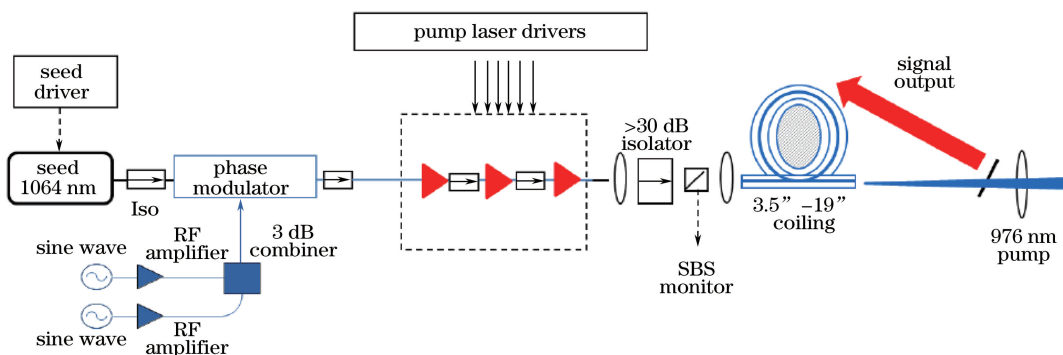 pump laser drivers
seed
driver
signal
output
>30 dB
isolator
seed
1064 nm
phase
modulator
Iso
3.5” –19”
coiling
3 dB
combiner
RF
amplifier
sine wave
976 nm
pump
SBS
monitor
sine wave
RF
amplifier